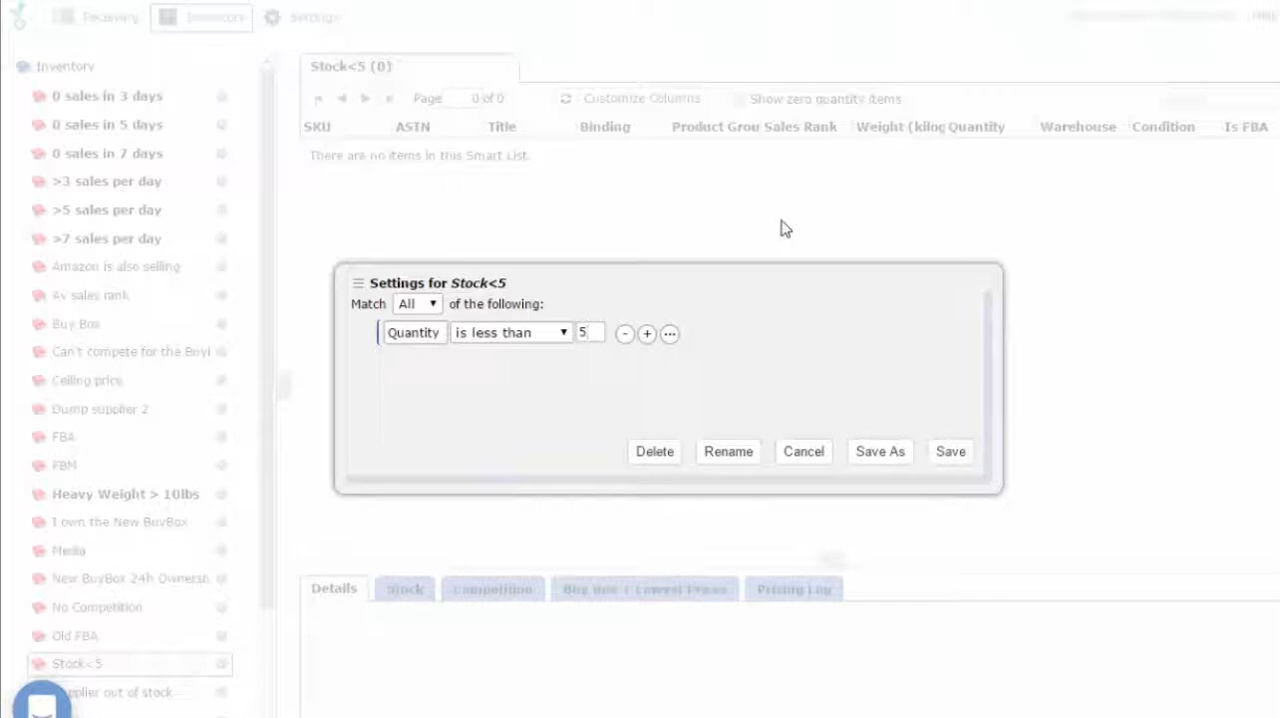 Receiving Inventory Settings
Inventory
0 sales in 3 days
0 sales in 5 days
0 sales in 7 days
>3 sales per day
>5 sales per day
>7 sales per day
Amazon is also selling
Av sales rank
Buy Box
Can't compete for the Buy
Celling price
Dump supplier 2
FBA
FBM
Heavy Weight > 10lbs
I own the New BuyBox
Media
New BuyBox 24h Ownersh
No Competition
Old FBA
Stock<5
pplier out of stock
Stock<5 (0)
Page 0 of 0 Customize Columns Show zero quantity items
SKU ASTN Title Binding Product Grou Sales Rank Weight (kilog Quantity Warehouse Condition Is FBA
There are no items in this Smart List.
Settings for Stock<5
Match All of the following:
Quantity is less than 5
Delete Rename Cancel Save As Save
Details Stock Competition Buy Box / Lowest Prices Pricing Log